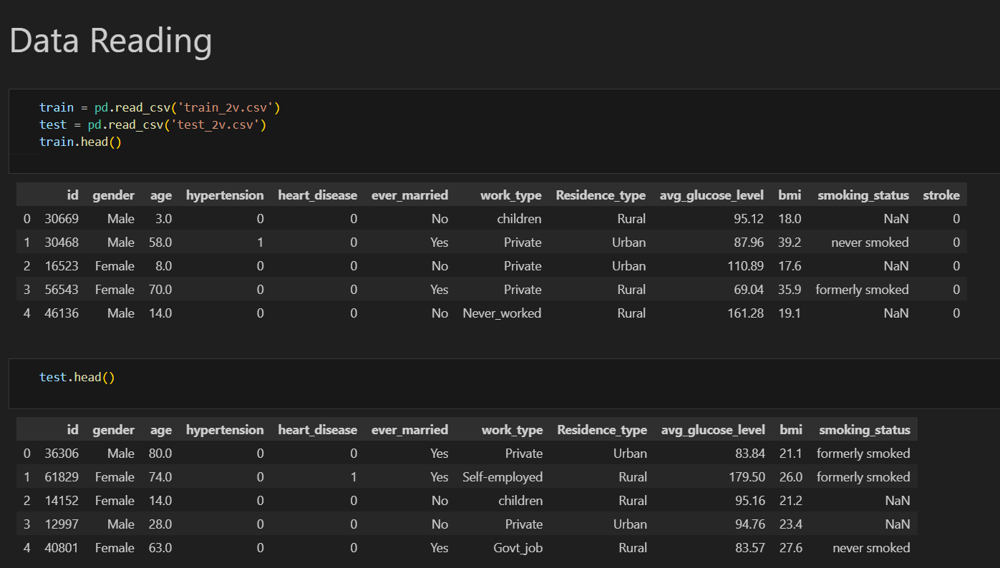 Data Reading
train = pd.read_csv('train_2v.csv')
test = pd.read_csv('test_2v.csv')
train.head()
id gender age hypertension heart_disease ever_married work_type Residence_type avg_glucose_level bmi smoking_status stroke
0 30669 Male 3.0 0 0 No children Rural 95.12 18.0 NaN 0
1 30468 Male 58.0 1 0 Yes Private Urban 87.96 39.2 never smoked 0
2 16523 Female 8.0 0 0 No Private Urban 110.89 17.6 NaN 0
3 56543 Female 70.0 0 0 Yes Private Rural 69.04 35.9 formerly smoked 0
4 46136 Male 14.0 0 0 No Never_worked Rural 161.28 19.1 NaN 0
test.head()
id gender age hypertension heart_disease ever_married work_type Residence_type avg_glucose_level bmi smoking_status
0 36306 Male 80.0 0 0 Yes Private Urban 83.84 21.1 formerly smoked
1 61829 Female 74.0 0 1 Yes Self-employed Rural 179.50 26.0 formerly smoked
2 14152 Female 14.0 0 0 No children Rural 95.16 21.2 NaN
3 12997 Male 28.0 0 0 No Private Urban 94.76 23.4 NaN
4 40801 Female 63.0 0 0 Yes Govt_job Rural 83.57 27.6 never smoked